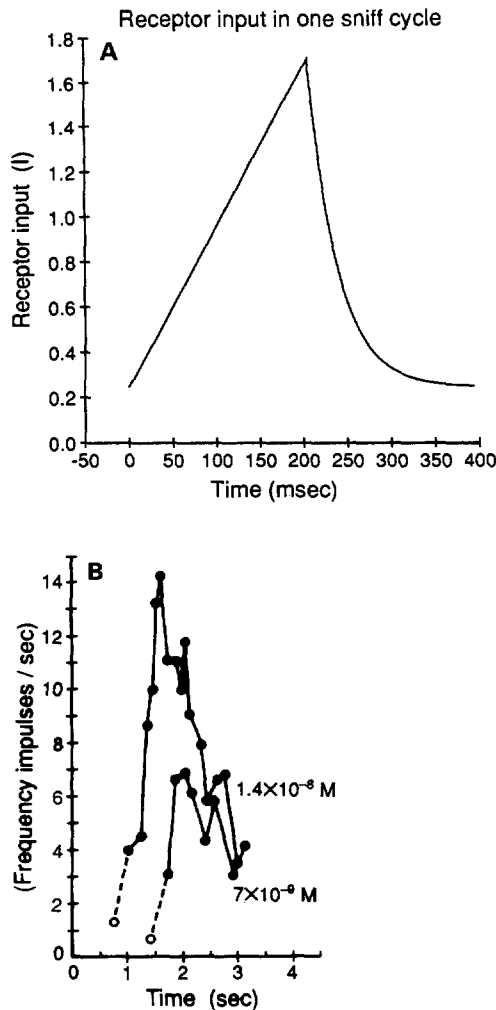 Receptor input in one sniff cycle
A
Receptor input (I)
1.8
1.6
1.4
1.2
1.0
0.8
0.6
0.4
0.2
0.0
-50 0 50 100 150 200 250 300 350 400
Time (msec)
B
(Frequency impulses / sec)
14
12
10
8
6
4
2
0
1.4×10⁻⁸ M
7×10⁻⁹ M
0 1 2 3 4
Time (sec)